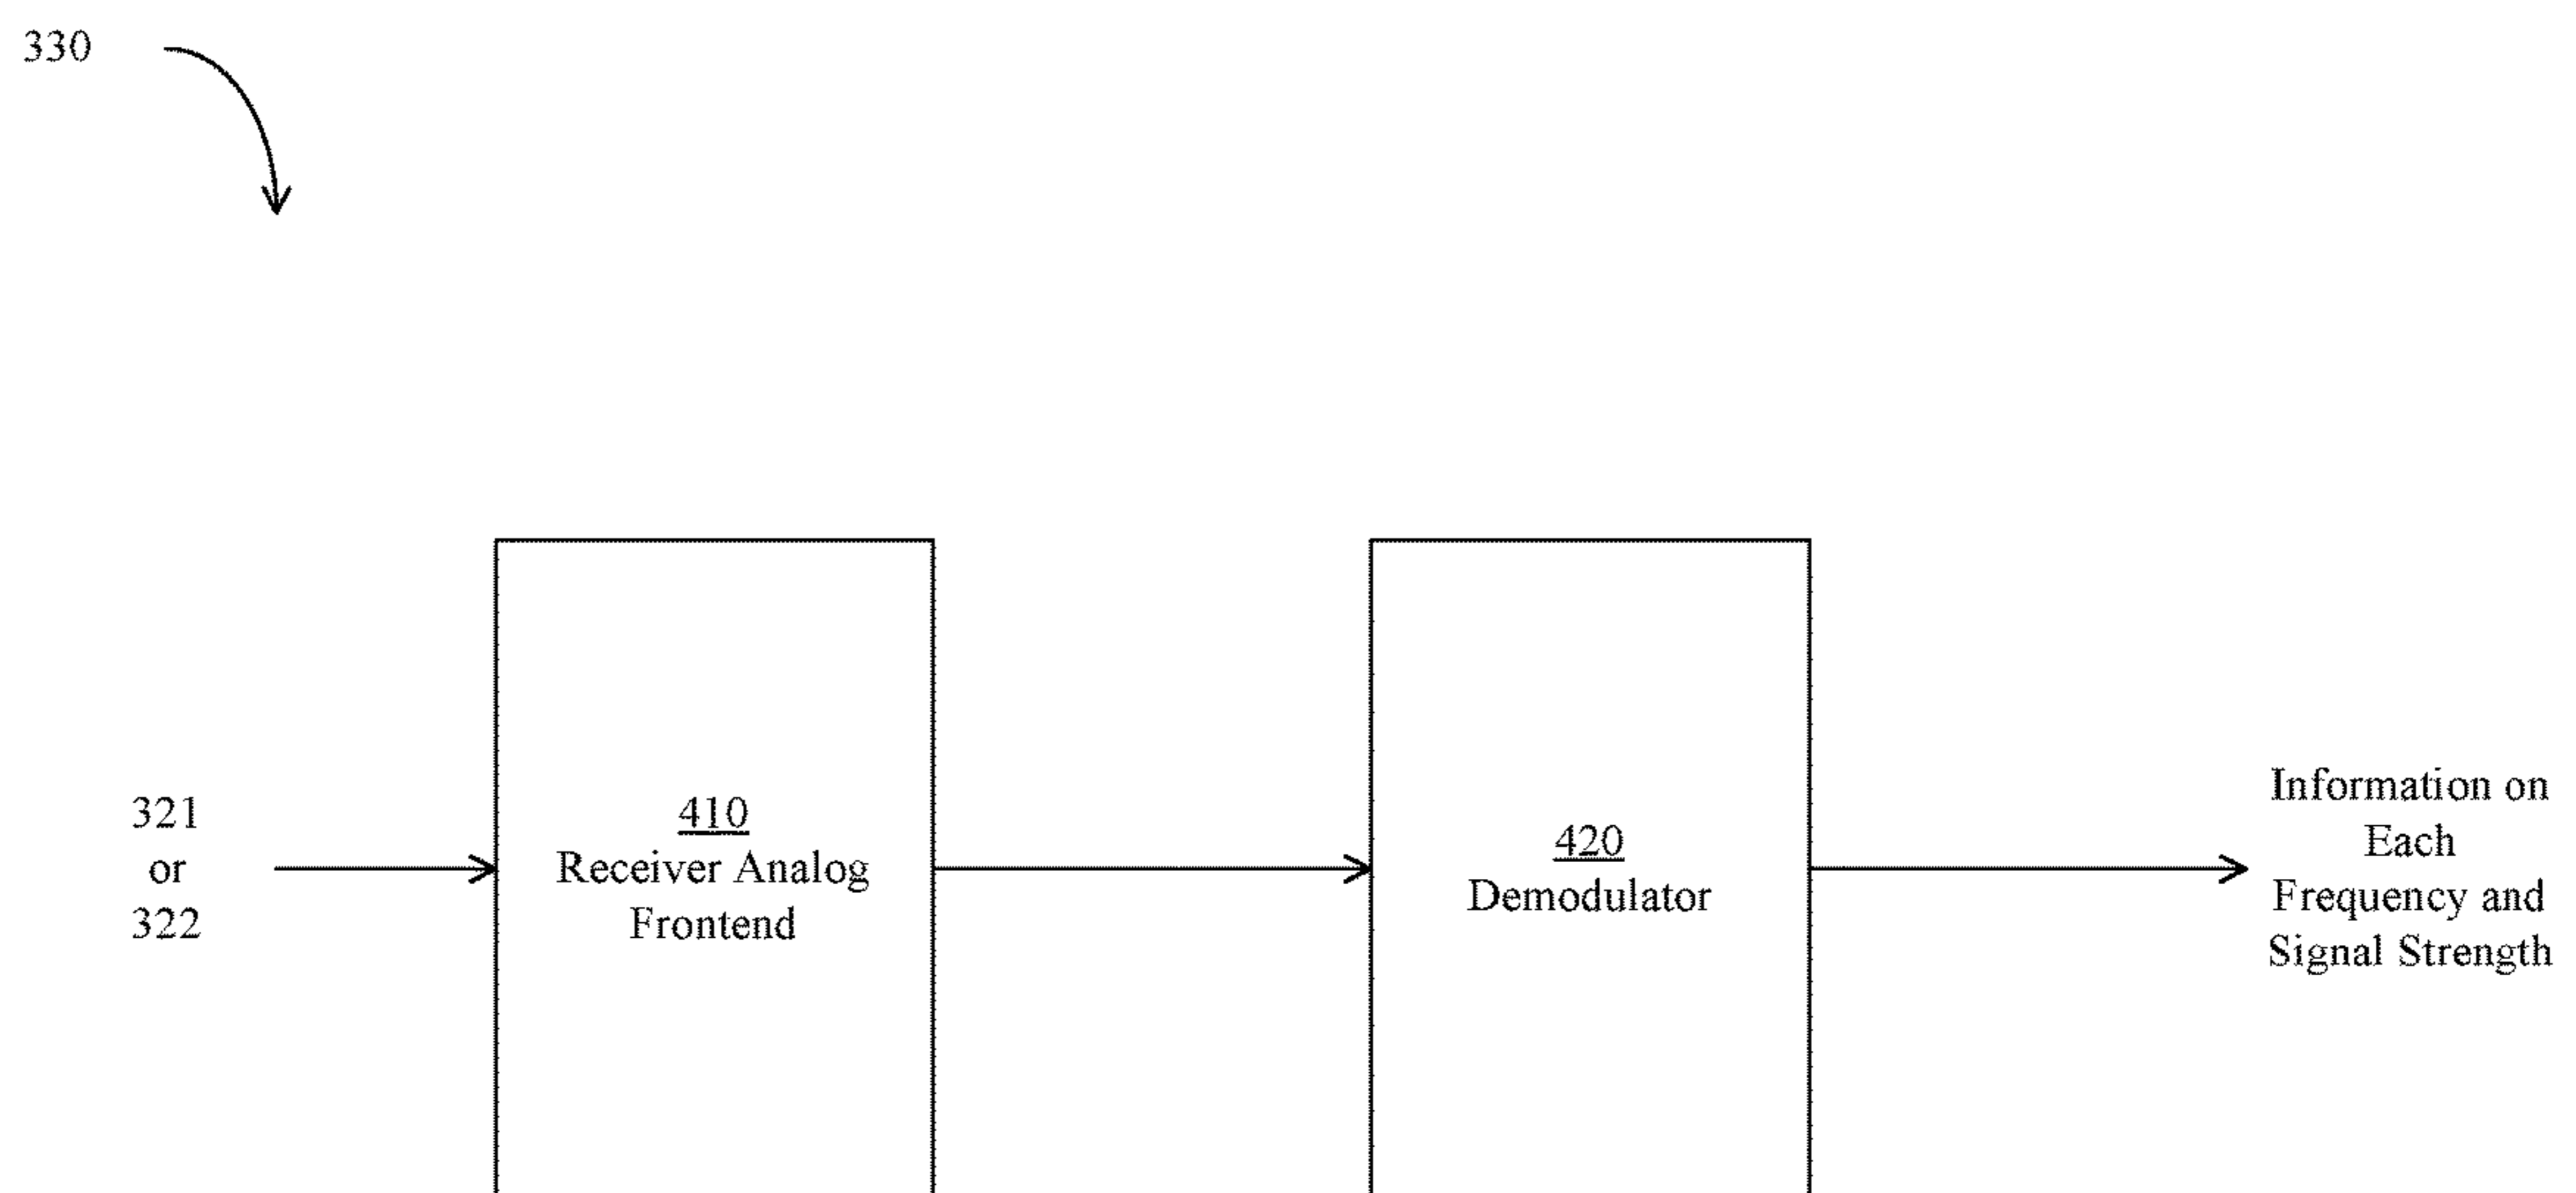 330
321
or
322
410
Receiver Analog
Frontend
420
Demodulator
Information on
Each
Frequency and
Signal Strength